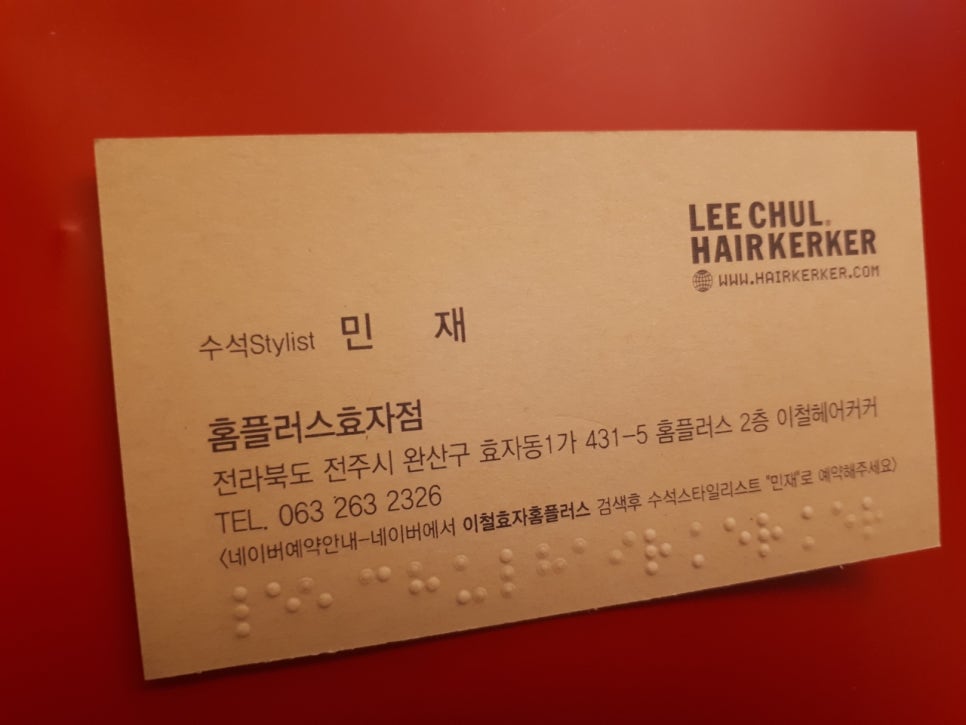 LEE CHUL.
HAIRKERKER
WWW.HAIRKERKER.COM
수석Stylist 민 재
홈플러스효자점
전라북도 전주시 완산구 효자동1가 431-5 홈플러스 2층 이철헤어커커
TEL. 063 263 2326
<네이버예약안내-네이버에서 이철효자홈플러스 검색후 수석스타일리스트 "민재"로 예약해주세요>